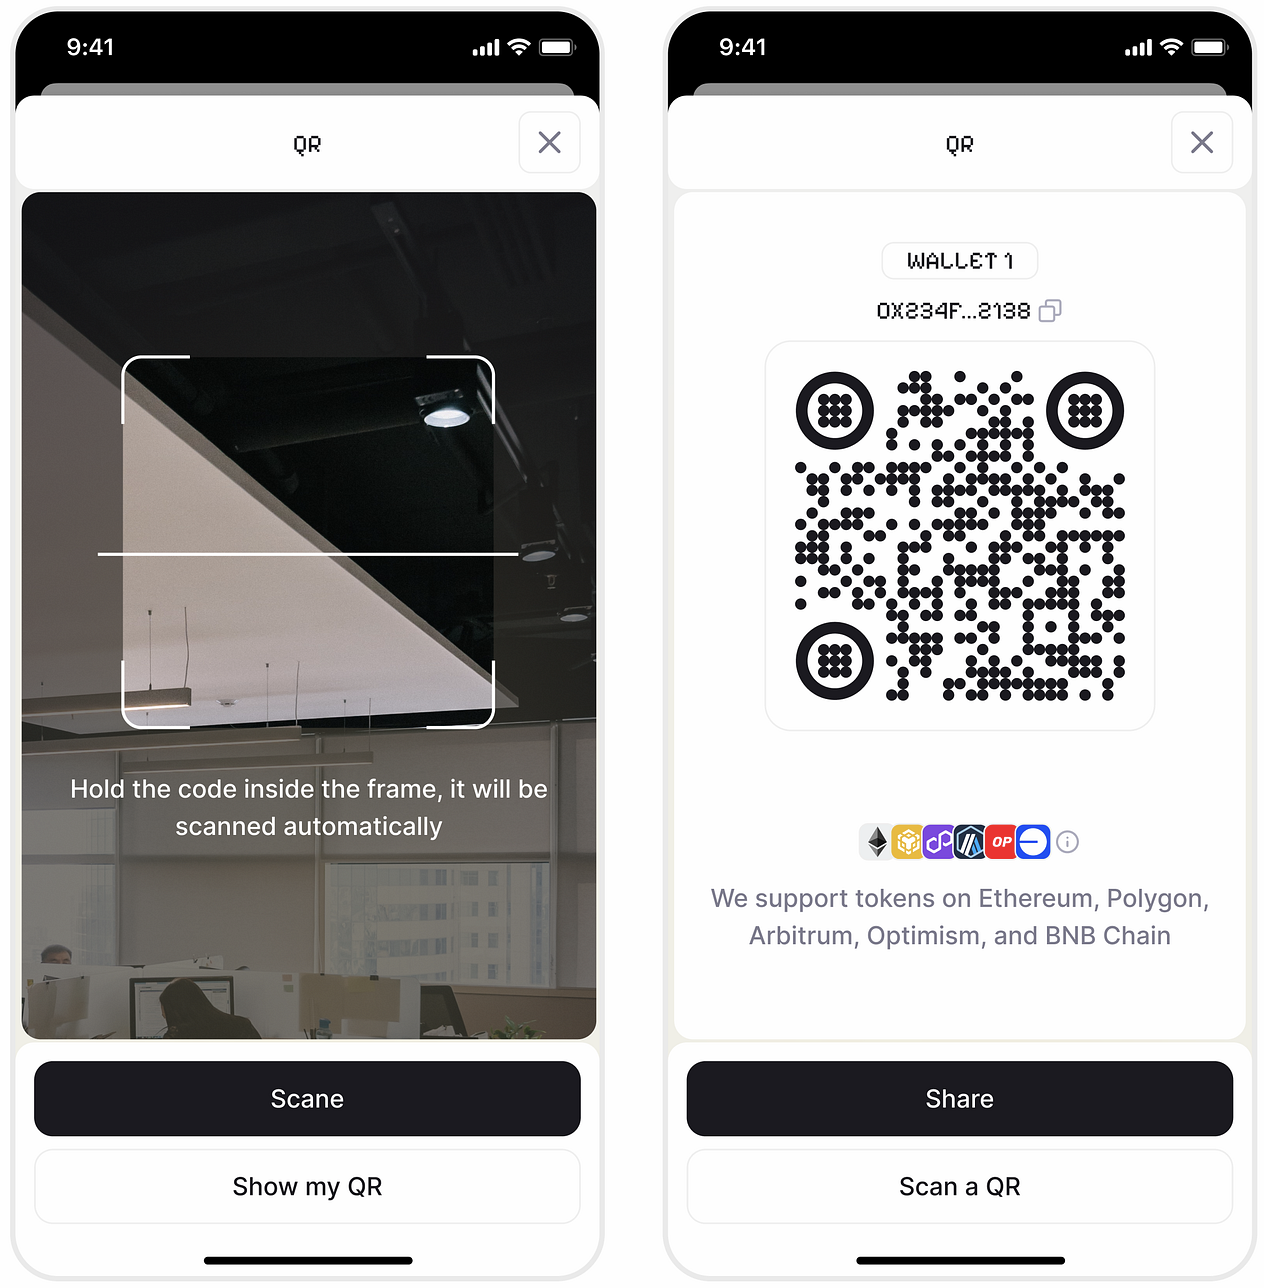 9:41
QR
Hold the code inside the frame, it will be
scanned automatically
Scane
Show my QR
9:41
QR
WALLET 1
0X234F...2138
OP
We support tokens on Ethereum, Polygon,
Arbitrum, Optimism, and BNB Chain
Share
Scan a QR